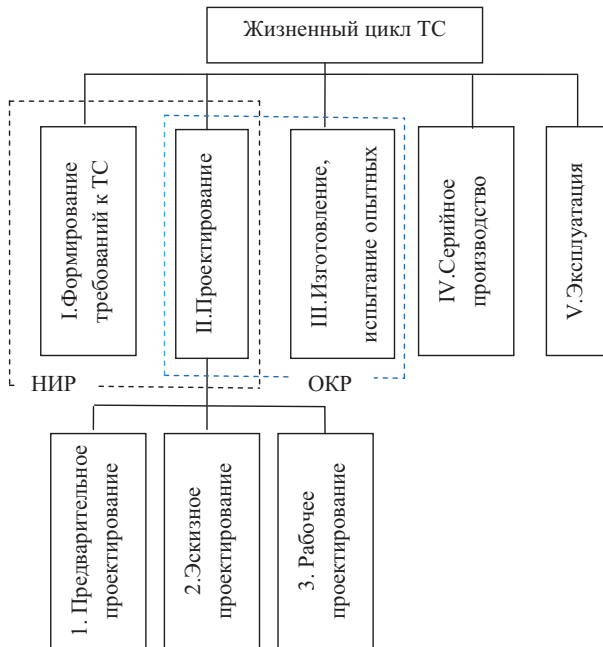 Жизненный цикл ТС
I.Формирование
требований к ТС
II.Проектирование
III.Изготовление,
испытание опытных
IV.Серийное
производство
V.Эксплуатация
НИР
ОКР
1. Предварительное
проектирование
2.Эскизное
проектирование
3. Рабочее
проектирование